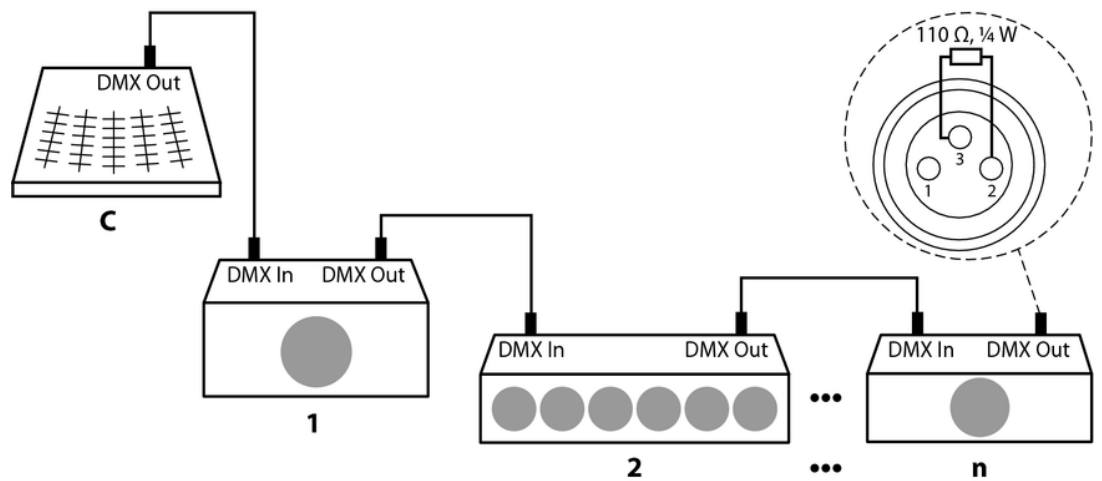 DMX Out
C
110 Ω, ¼ W
3
1
2
DMX In DMX Out
1
DMX In DMX Out
2
•••
•••
DMX In DMX Out
n